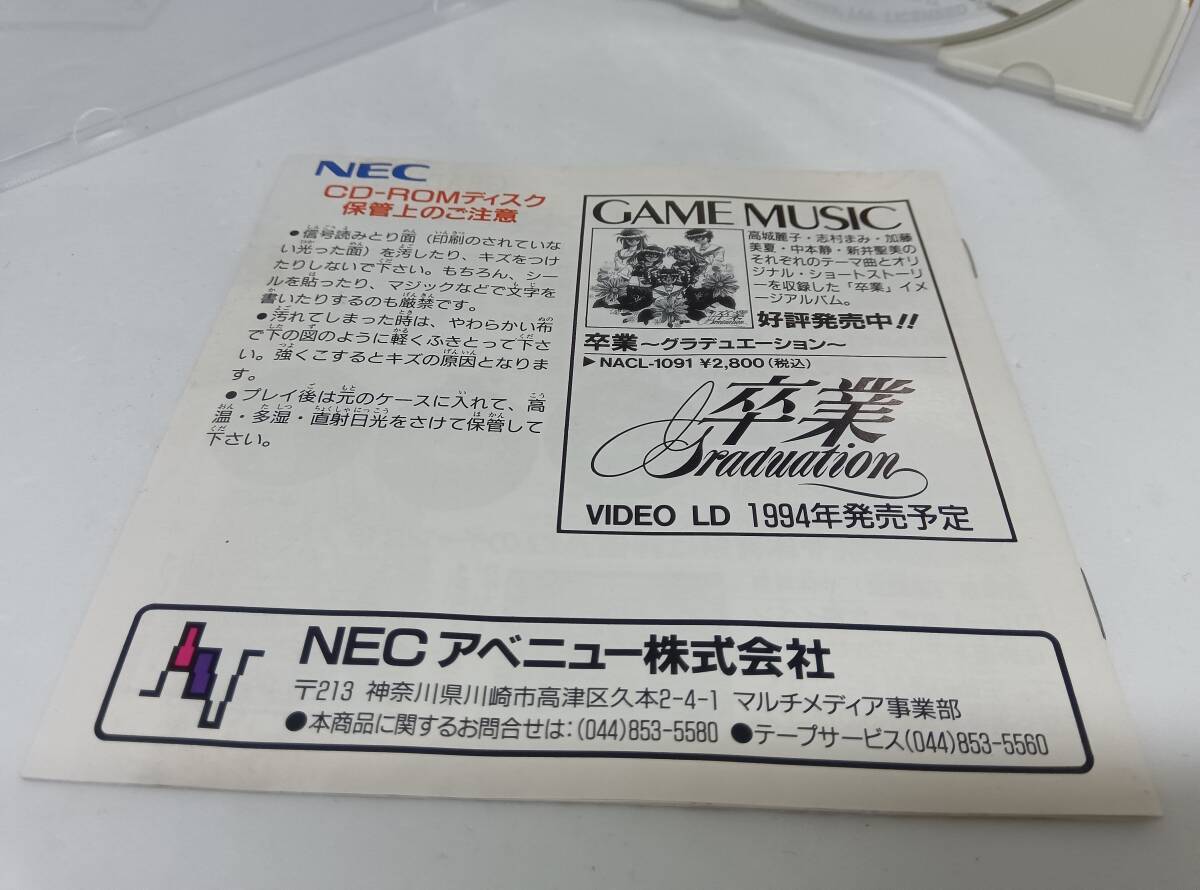 NEC
CD-ROMディスク
保管上のご注意
●信号読みとり面（印刷のされていな
い光った面）を汚したり、キズをつけ
たりしないで下さい。もちろん、シー
ルを貼ったり、マジックなどで文字を
書いたりするのも厳禁です。
●汚れてしまった時は、やわらかい布
で下の図のように軽くふきとって下さ
い。強くこするとキズの原因となりま
す。
●プレイ後は元のケースに入れて、高
温・多湿・直射日光をさけて保管して
下さい。
GAME MUSIC
高城麗子・志村まみ・加藤
美夏・中本静・新井聖美の
それぞれのテーマ曲とオリ
ジナル・ショートストーリ
ーを収録した「卒業」イメ
ージアルバム。
卒業
Graduation
好評発売中!!
卒業～グラデュエーション～
▶NACL-1091 ¥2,800(税込)
卒業
Graduation
VIDEO LD 1994年発売予定
NECアベニュー株式会社
〒213 神奈川県川崎市高津区久本2-4-1 マルチメディア事業部
●本商品に関するお問合せは:(044)853-5580 ●テープサービス(044)853-5560